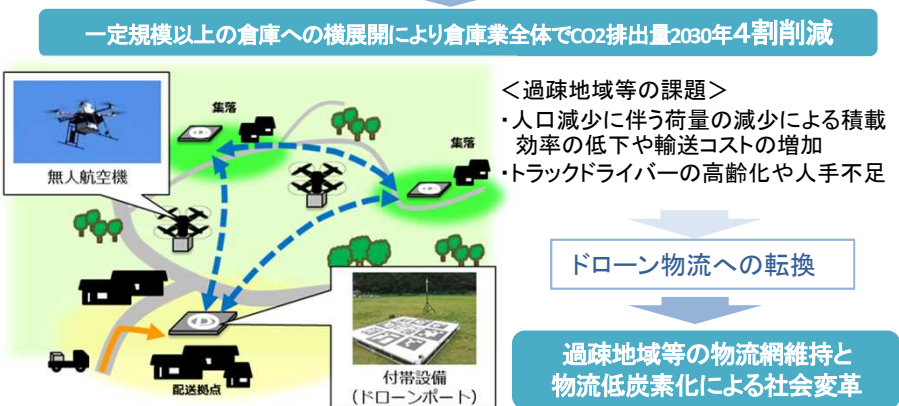 一定規模以上の倉庫への横展開により倉庫業全体でCO2排出量2030年4割削減
無人航空機
集落
集落
配送拠点
付帯設備
(ドローンポート)
＜過疎地域等の課題＞
・人口減少に伴う荷量の減少による積載
効率の低下や輸送コストの増加
・トラックドライバーの高齢化や人手不足
ドローン物流への転換
過疎地域等の物流網維持と
物流低炭素化による社会変革